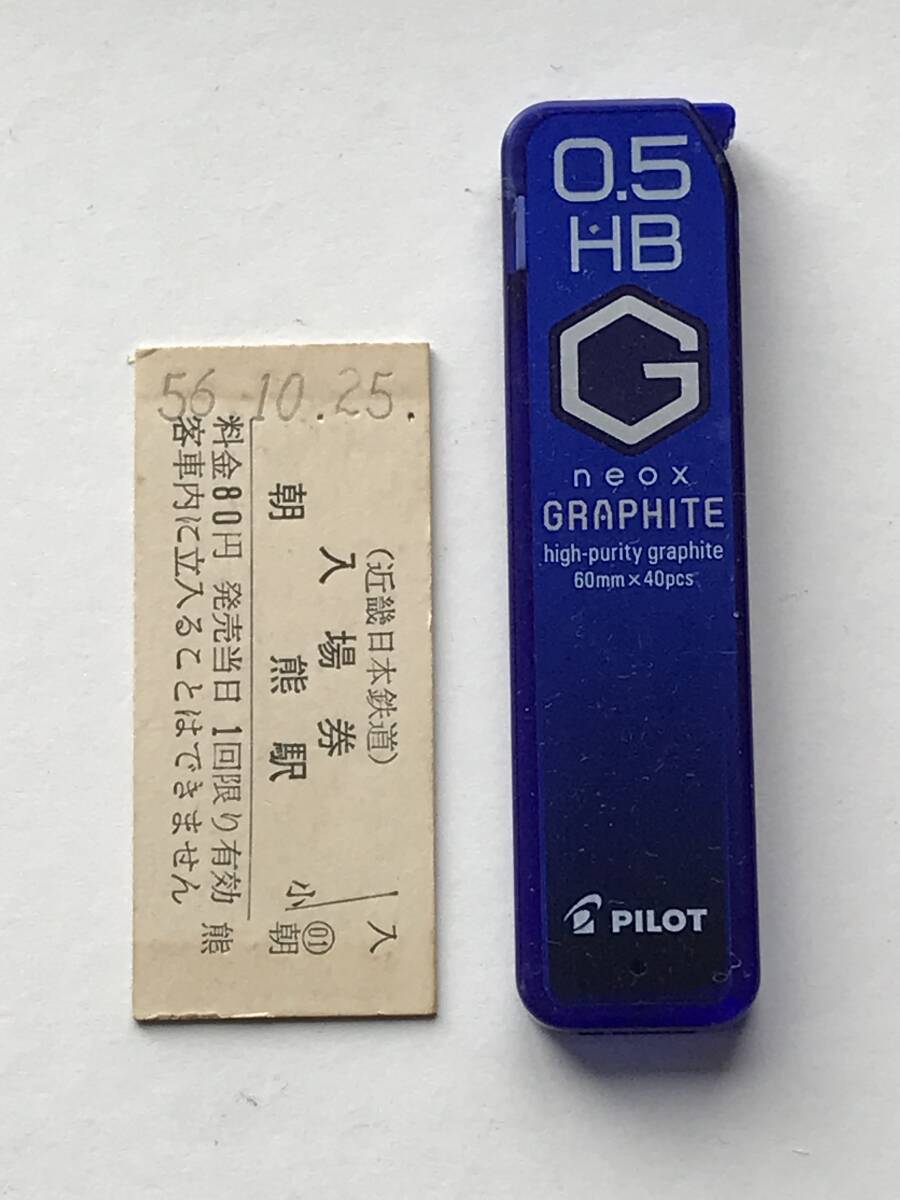 56.10.25.
(近畿日本鉄道)
入場券
朝熊駅
料金80円 発売当日1回限り有効
客車内に立入ることはできません
入
小
01
朝
熊
0.5
HB
G
neox
GRAPHITE
high-purity graphite
60mm×40pcs
PILOT